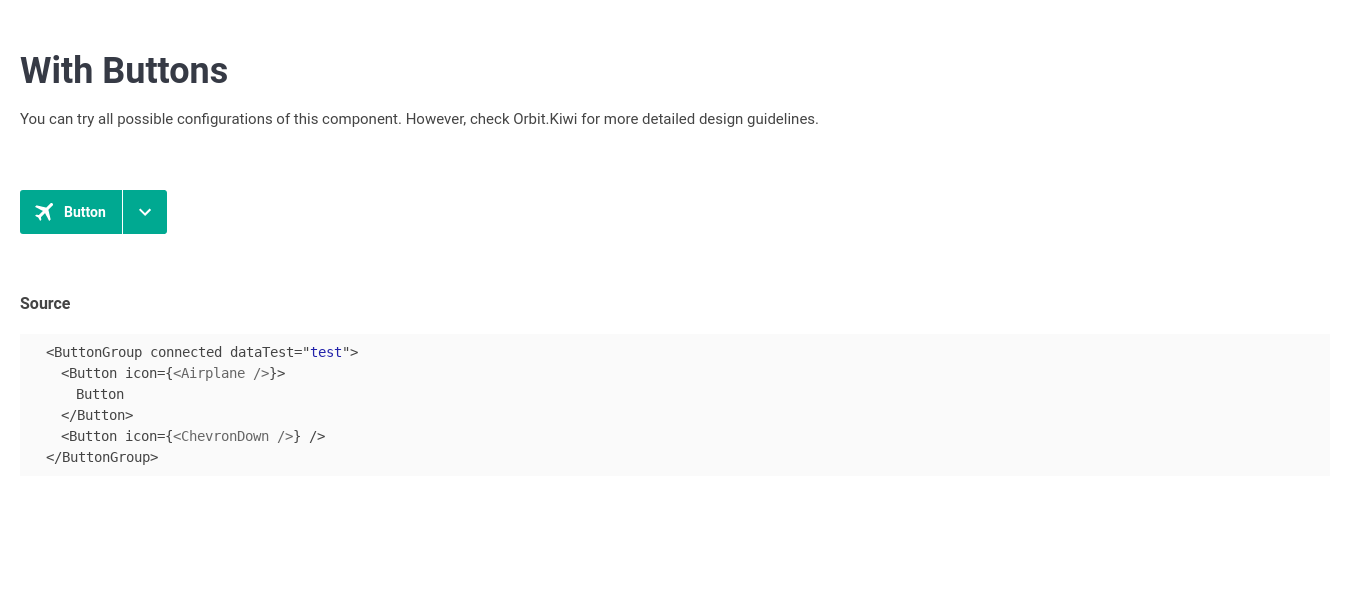 With Buttons
You can try all possible configurations of this component. However, check Orbit.Kiwi for more detailed design guidelines.
Button
Source
<ButtonGroup connected dataTest="test">
<Button icon={<Airplane />}>
Button
</Button>
<Button icon={<ChevronDown />} />
</ButtonGroup>